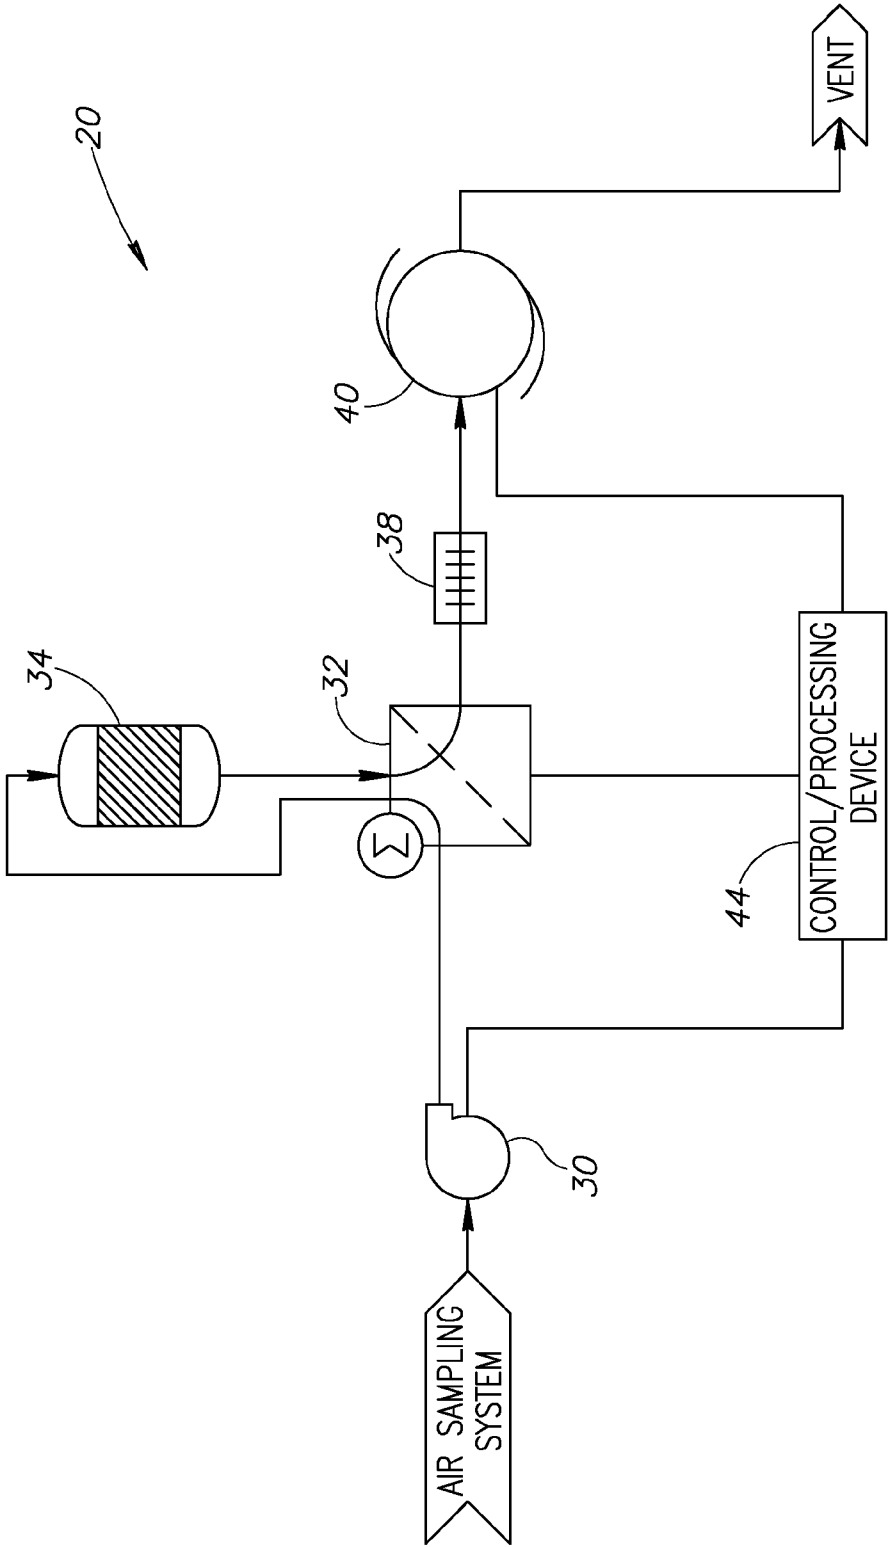 20
34
32
38
40
Σ
30
44
AIR SAMPLING
SYSTEM
CONTROL/PROCESSING
DEVICE
VENT